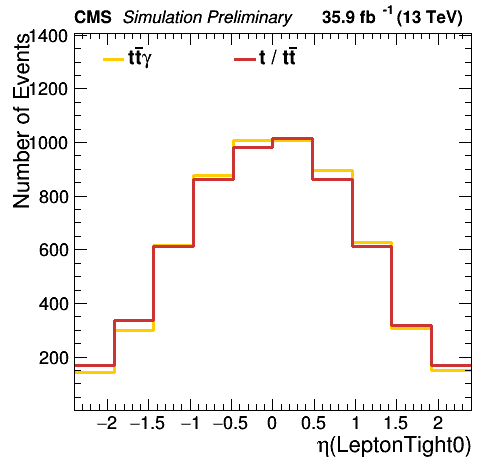 CMS Simulation Preliminary 35.9 fb⁻¹ (13 TeV)
Number of Events
1400
1200
1000
800
600
400
200
tt̄γ t / tt̄
−2 −1.5 −1 −0.5 0 0.5 1 1.5 2
η(LeptonTight0)